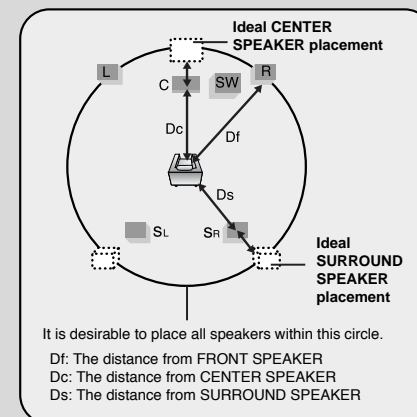 Ideal CENTER
SPEAKER placement
L
R
C
SW
Dc
Df
Ds
SL
SR
Ideal
SURROUND
SPEAKER
placement
It is desirable to place all speakers within this circle.
Df: The distance from FRONT SPEAKER
Dc: The distance from CENTER SPEAKER
Ds: The distance from SURROUND SPEAKER